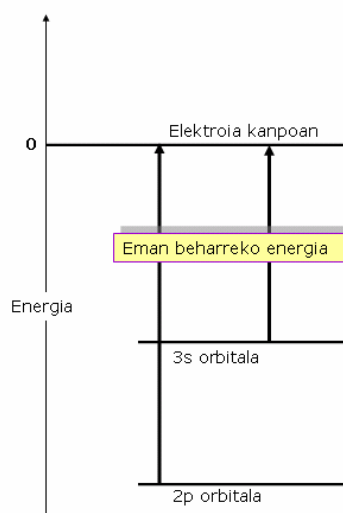 Elektroia kanpoan
0
Eman beharreko energia
Energia
3s orbitala
2p orbitala